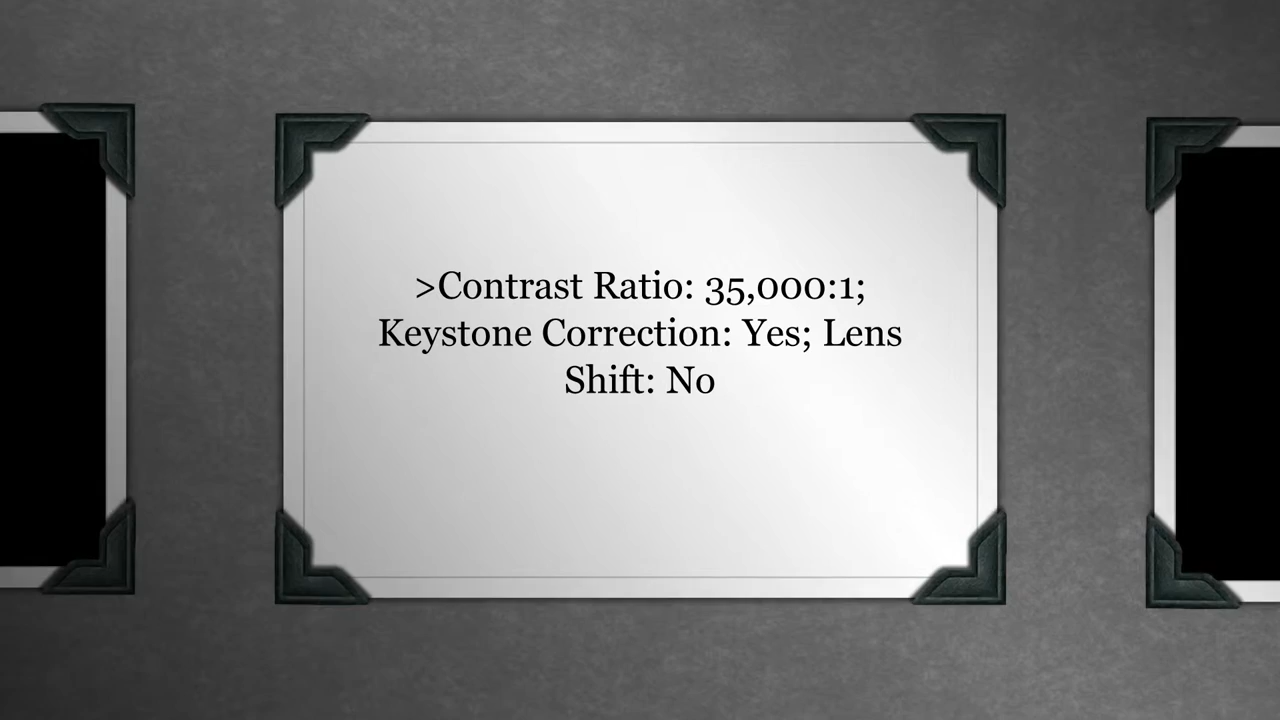 >Contrast Ratio: 35,000:1;
Keystone Correction: Yes; Lens
Shift: No